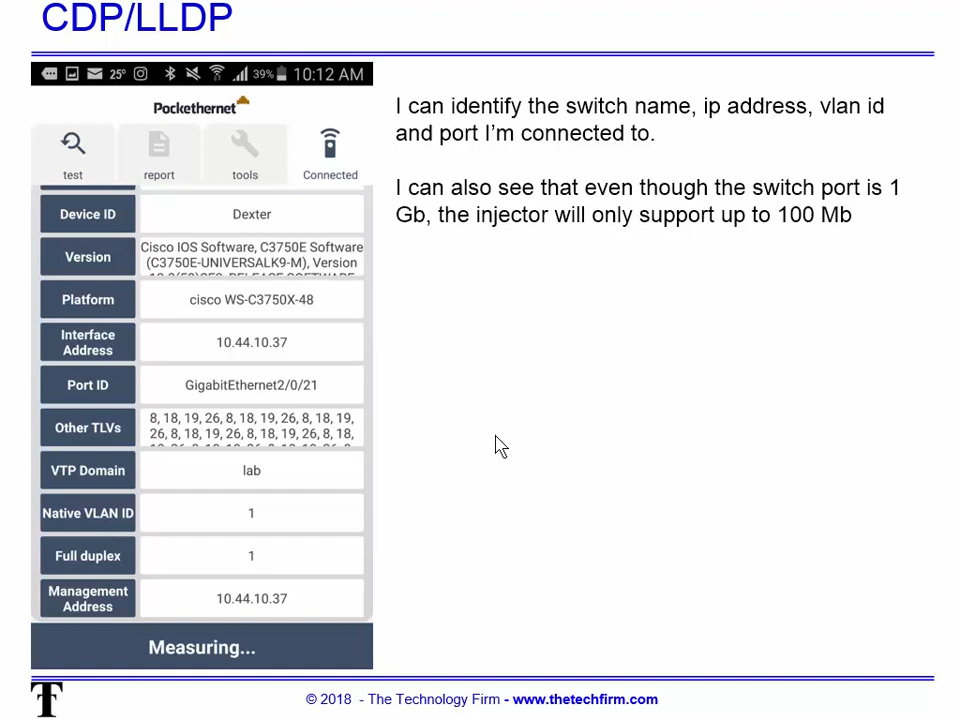 CDP/LLDP
25° 39% 10:12 AM
Pockethernet
test report tools Connected
Device ID Dexter
Version Cisco IOS Software, C3750E Software
(C3750E-UNIVERSALK9-M), Version
Platform cisco WS-C3750X-48
Interface
Address 10.44.10.37
Port ID GigabitEthernet2/0/21
Other TLVs 8, 18, 19, 26, 8, 18, 19, 26, 8, 18, 19,
26, 8, 18, 19, 26, 8, 18, 19, 26, 8, 18,
VTP Domain lab
Native VLAN ID 1
Full duplex 1
Management
Address 10.44.10.37
Measuring...
I can identify the switch name, ip address, vlan id
and port I'm connected to.
I can also see that even though the switch port is 1
Gb, the injector will only support up to 100 Mb
T
© 2018 - The Technology Firm - www.thetechfirm.com